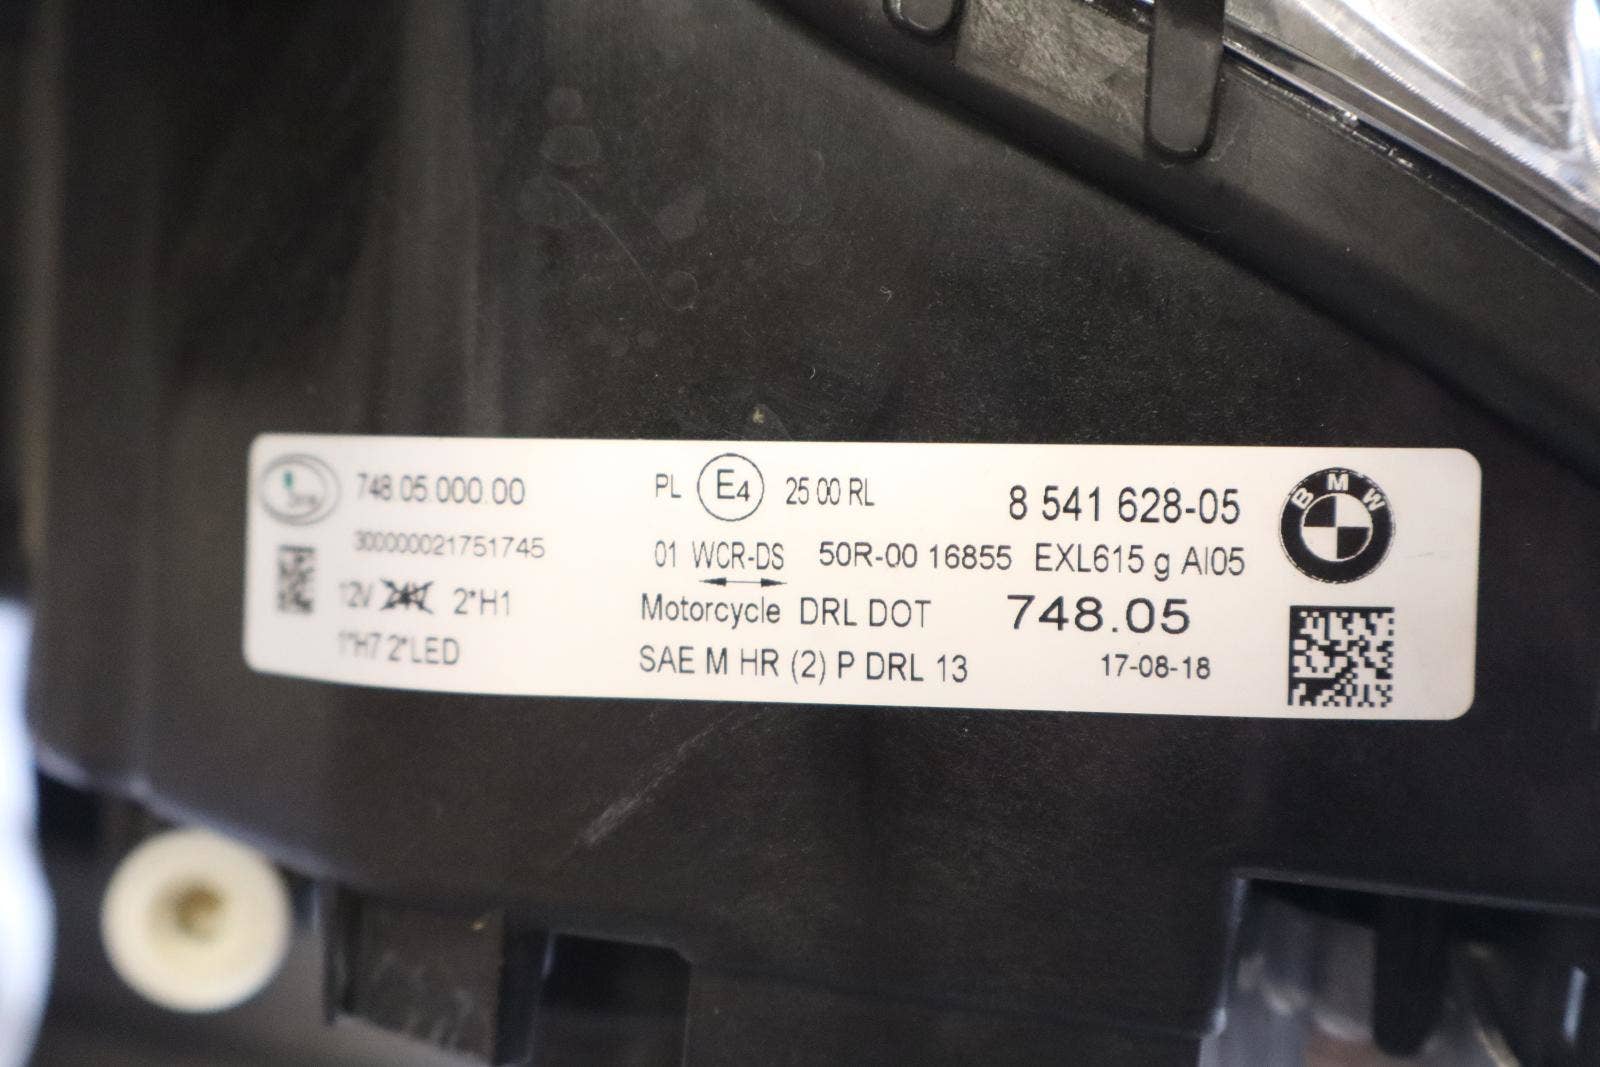 748.05.000.00
300000021751745
12V 24V 2*H1
1*H7 2*LED
PL E4 25 00 RL
01 WCR-DS 50R-00 16855 EXL615 g AI05
Motorcycle DRL DOT 748.05
SAE M HR (2) P DRL 13
17-08-18
8 541 628-05
BMW